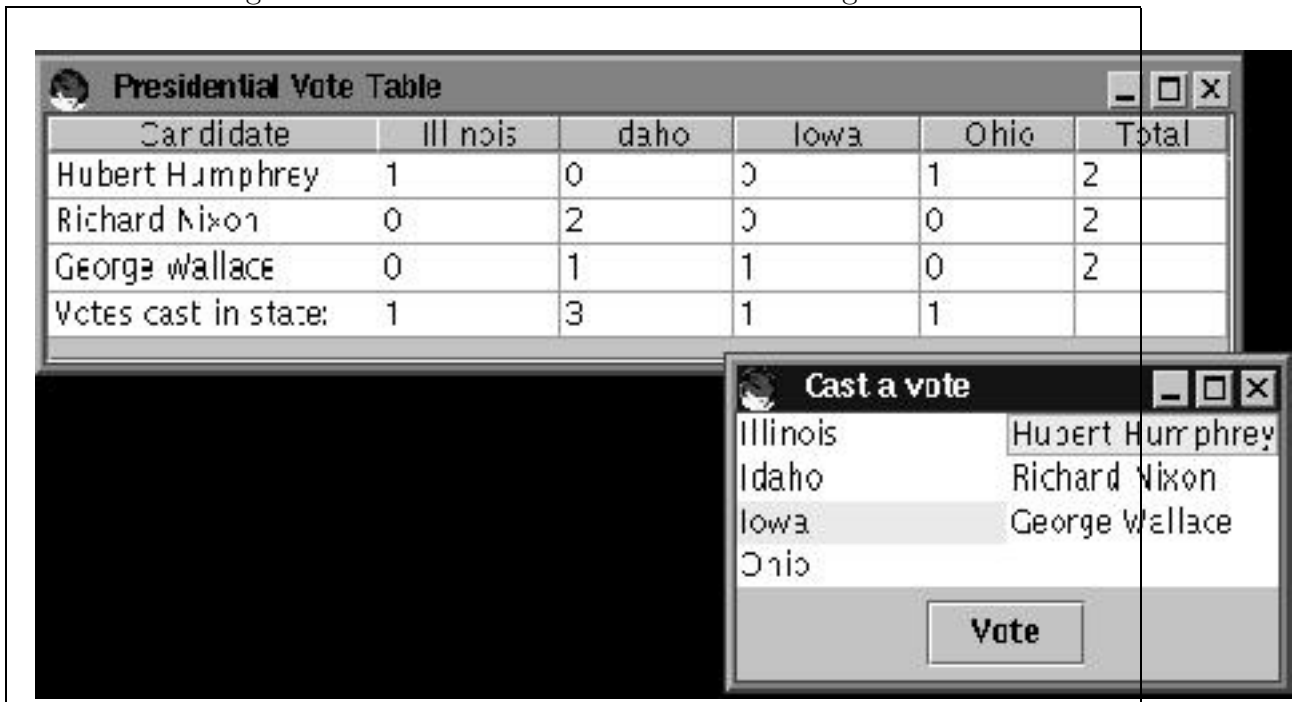 Presidential Vote Table
Candidate Illinois Idaho Iowa Ohio Total
Hubert Humphrey 1 0 0 1 2
Richard Nixon 0 2 0 0 2
George Wallace 0 1 1 0 2
Votes cast in state: 1 3 1 1
Cast a vote
Illinois Hubert Humphrey
Idaho Richard Nixon
Iowa George Wallace
Ohio
Vote